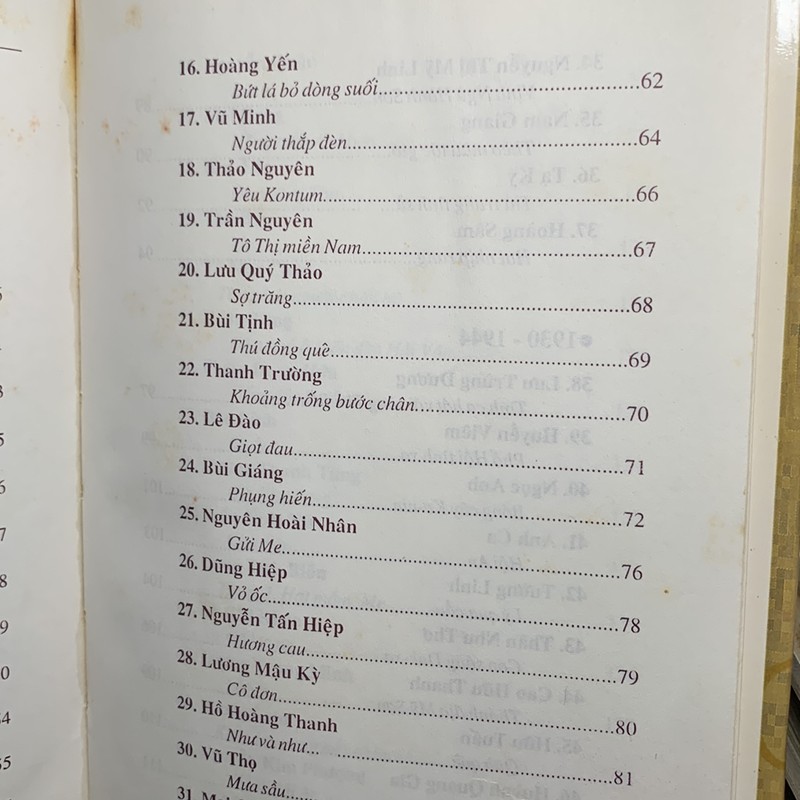 16. Hoàng Yến
Bứt lá bỏ dòng suối....................................62
17. Vũ Minh
Người thắp đèn..........................................64
18. Thảo Nguyên
Yêu Kontum..............................................66
19. Trần Nguyên
Tô Thị miền Nam........................................67
20. Lưu Quý Thảo
Sợ trăng..................................................68
21. Bùi Tịnh
Thú đồng quê............................................69
22. Thanh Trường
Khoảng trống bước chân................................70
23. Lê Đào
Giọt đau..................................................71
24. Bùi Giáng
Phụng hiến...............................................72
25. Nguyên Hoài Nhân
Gửi Me...................................................76
26. Dũng Hiệp
Vỏ ốc.....................................................78
27. Nguyễn Tấn Hiệp
Hương cau...............................................79
28. Lương Mậu Kỳ
Cô đơn...................................................80
29. Hồ Hoàng Thanh
Như và như...............................................81
30. Vũ Thọ
Mưa sầu..................
31.